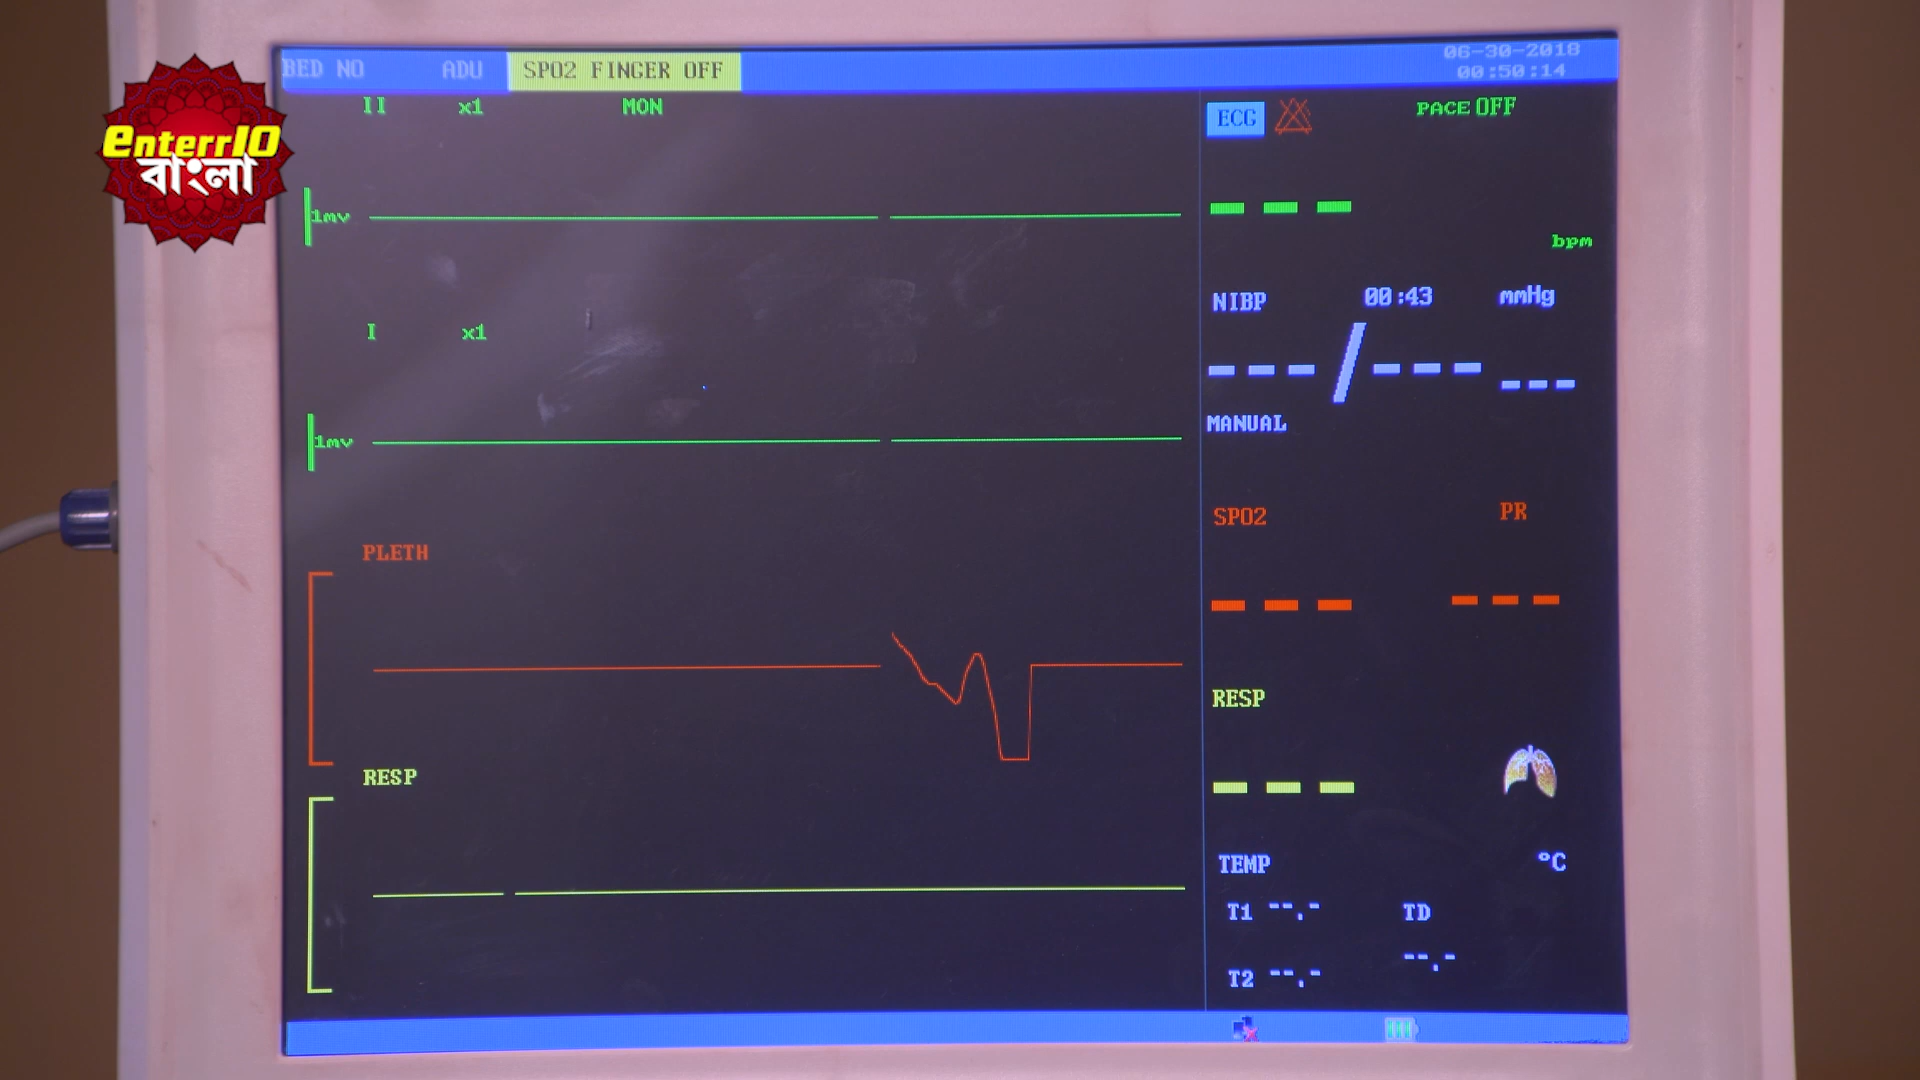 BED NO ADU SPO2 FINGER OFF 06-30-2018
00:50:14
Enterr10
বাংলা
II x1 MON
1mv
I x1
1mv
PLETH
RESP
ECG PACE OFF
--- bpm
NIBP 00:43 mmHg
---/--- ---
MANUAL
SPO2 PR
--- ---
RESP
---
TEMP °C
T1 --.- TD
T2 --.- --.-